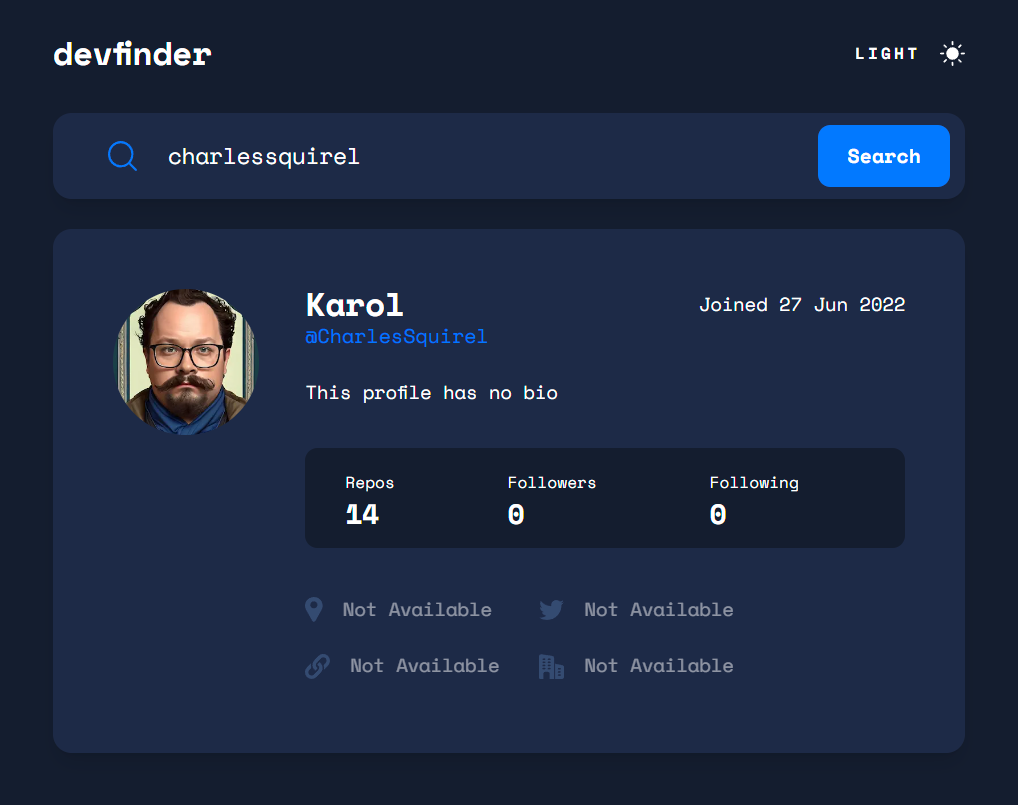 devfinder
LIGHT
charlessquirel
Search
Karol
Joined 27 Jun 2022
@CharlesSquirel
This profile has no bio
Repos Followers Following
14 0 0
Not Available Not Available
Not Available Not Available